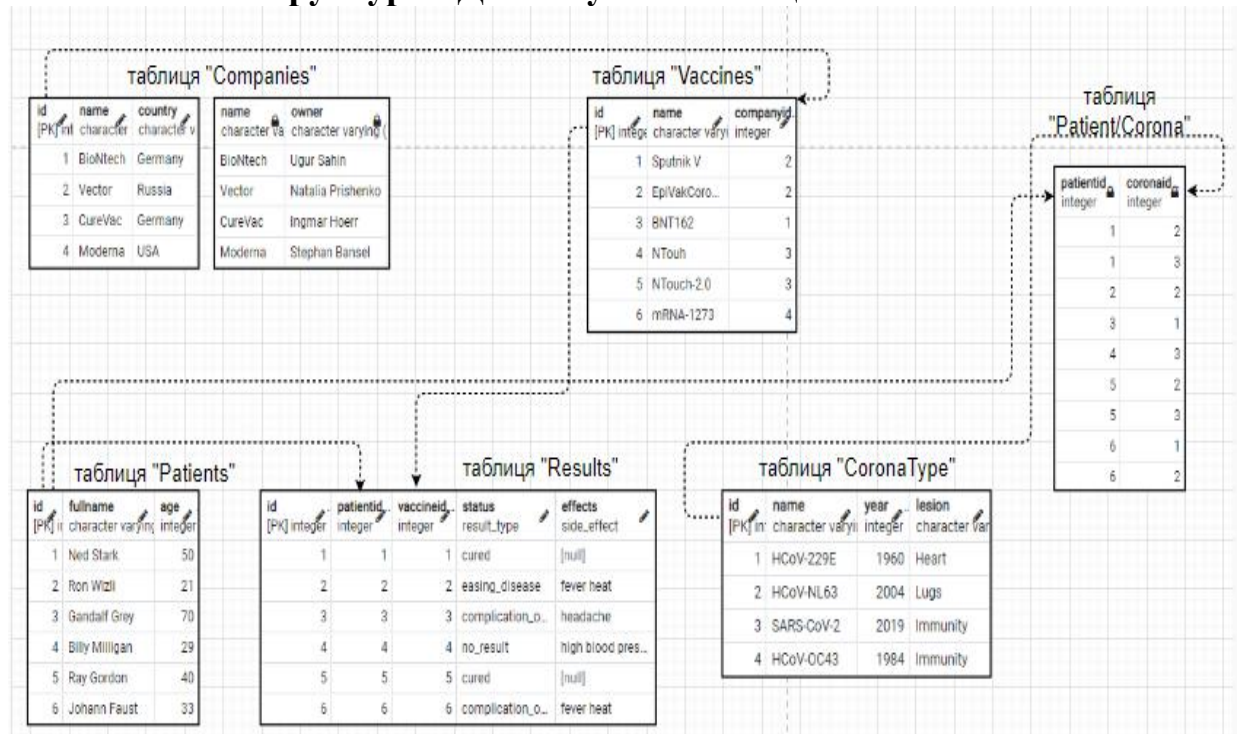 таблиця "Companies"
id name country
[PK] int character character v
1 BioNtech Germany
2 Vector Russia
3 CureVac Germany
4 Moderna USA
name owner
character va character varying (
BioNtech Ugur Sahin
Vector Natalia Prishenko
CureVac Ingmar Hoerr
Moderna Stephan Bansel
таблиця "Vaccines"
id name companyid..
[PK] intege character varyi integer
1 Sputnik V 2
2 EpiVakCoro... 2
3 BNT162 1
4 NTouh 3
5 NTouch-2.0 3
6 mRNA-1273 4
таблиця
"Patient/Corona"
patientid coronaid
integer integer
1 2
1 3
2 2
3 1
4 3
5 2
5 3
6 1
6 2
таблиця "Patients"
id fullname age
[PK] i character varying integer
1 Ned Stark 50
2 Ron Wizli 21
3 Gandalf Grey 70
4 Billy Milligan 29
5 Ray Gordon 40
6 Johann Faust 33
таблиця "Results"
id patientid.. vaccineid.. status effects
[PK] integer integer integer result_type side_effect
1 1 1 cured [null]
2 2 2 easing_disease fever heat
3 3 3 complication_o... headache
4 4 4 no_result high blood pres...
5 5 5 cured [null]
6 6 6 complication_o... fever heat
таблиця "CoronaType"
id name year lesion
[PK] in character varyi integer character var
1 HCoV-229E 1960 Heart
2 HCoV-NL63 2004 Lugs
3 SARS-CoV-2 2019 Immunity
4 HCoV-OC43 1984 Immunity